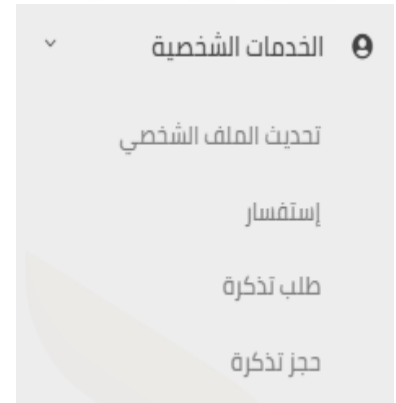 الخدمات الشخصية
تحديث الملف الشخصي
إستفسار
طلب تذكرة
حجز تذكرة